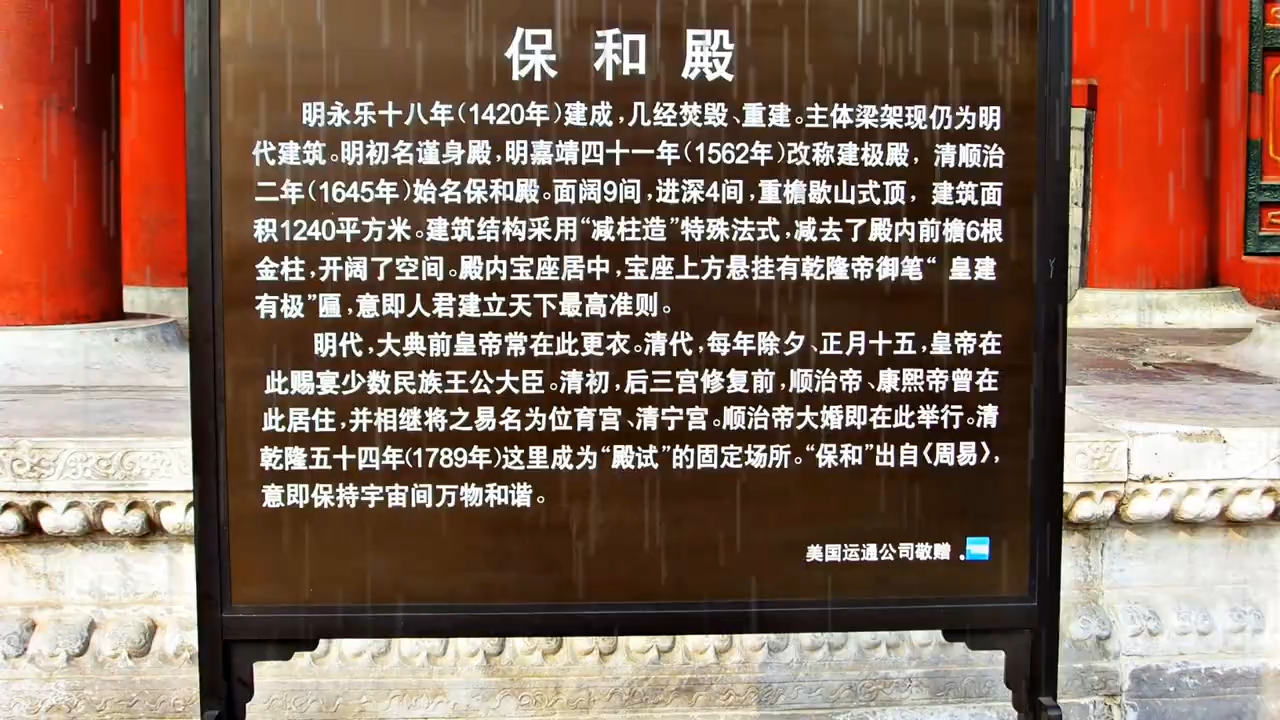 保和殿
明永乐十八年(1420年)建成,几经焚毁、重建。主体梁架现仍为明
代建筑。明初名谨身殿,明嘉靖四十一年(1562年)改称建极殿,清顺治
二年(1645年)始名保和殿。面阔9间,进深4间,重檐歇山式顶,建筑面
积1240平方米。建筑结构采用“减柱造”特殊法式,减去了殿内前檐6根
金柱,开阔了空间。殿内宝座居中,宝座上方悬挂有乾隆帝御笔“皇建
有极”匾,意即人君建立天下最高准则。
明代,大典前皇帝常在此更衣。清代,每年除夕、正月十五,皇帝在
此赐宴少数民族王公大臣。清初,后三宫修复前,顺治帝、康熙帝曾在
此居住,并相继将之易名为位育宫、清宁宫。顺治帝大婚即在此举行。清
乾隆五十四年(1789年)这里成为“殿试”的固定场所。“保和”出自《周易》,
意即保持宇宙间万物和谐。
美国运通公司敬赠.